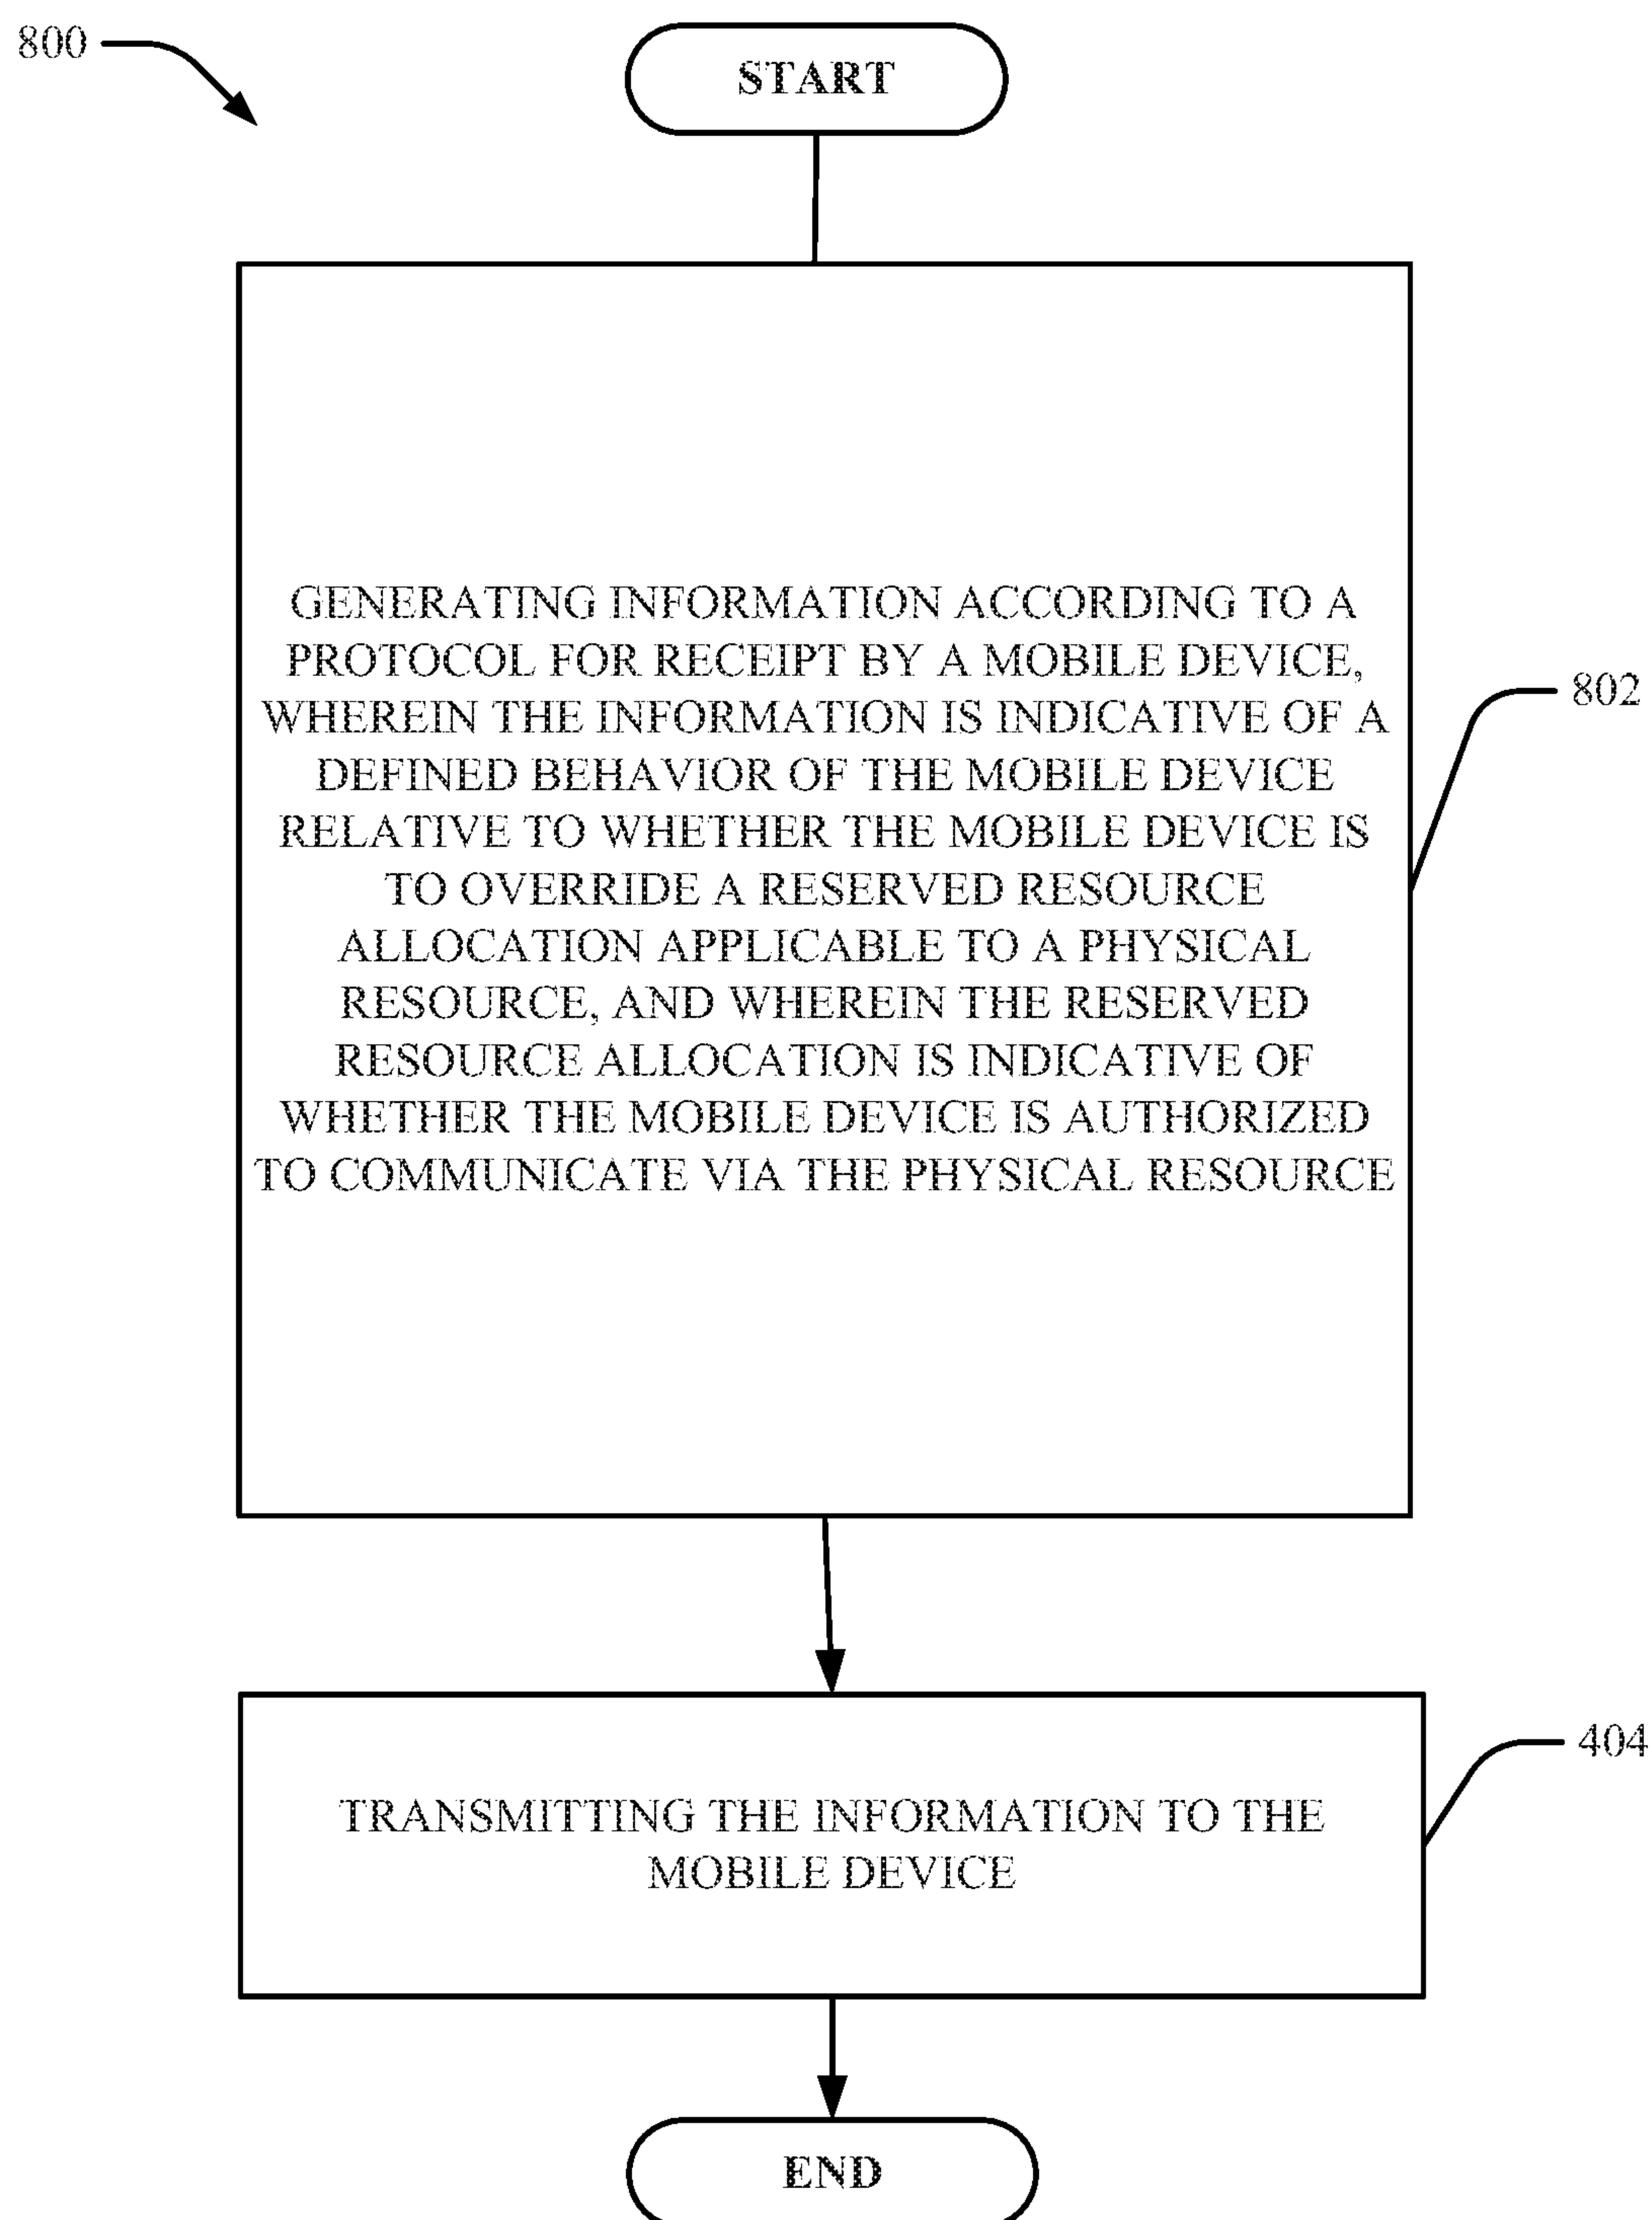 800
START
GENERATING INFORMATION ACCORDING TO A
PROTOCOL FOR RECEIPT BY A MOBILE DEVICE,
WHEREIN THE INFORMATION IS INDICATIVE OF A
DEFINED BEHAVIOR OF THE MOBILE DEVICE
RELATIVE TO WHETHER THE MOBILE DEVICE IS
TO OVERRIDE A RESERVED RESOURCE
ALLOCATION APPLICABLE TO A PHYSICAL
RESOURCE, AND WHEREIN THE RESERVED
RESOURCE ALLOCATION IS INDICATIVE OF
WHETHER THE MOBILE DEVICE IS AUTHORIZED
TO COMMUNICATE VIA THE PHYSICAL RESOURCE
802
TRANSMITTING THE INFORMATION TO THE
MOBILE DEVICE
404
END